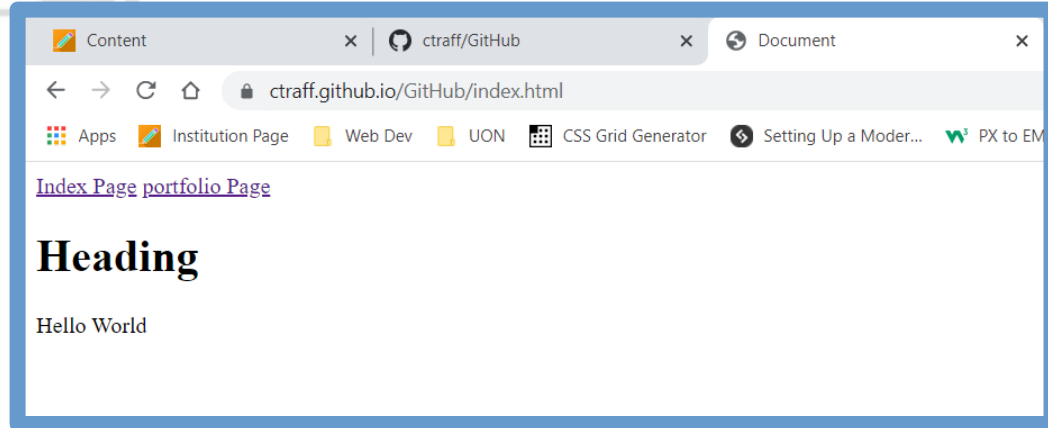 Content ctraff/GitHub Document
ctraff.github.io/GitHub/index.html
Apps Institution Page Web Dev UON CSS Grid Generator Setting Up a Moder... W3 PX to EM
Index Page portfolio Page
Heading
Hello World